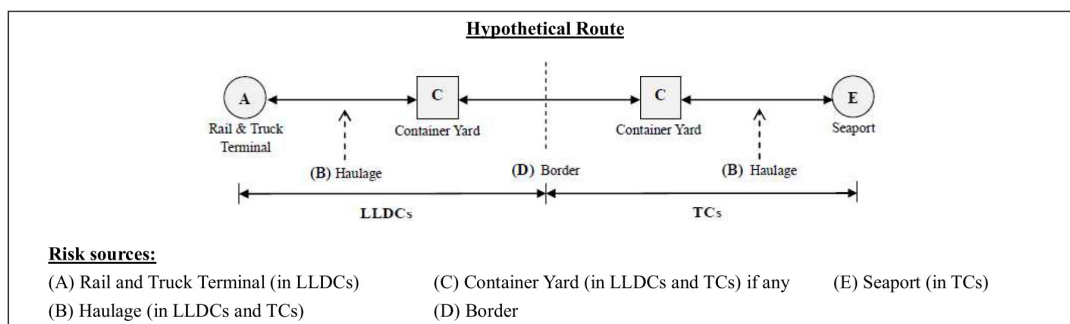 Hypothetical Route
A
C
C
E
Rail & Truck
Terminal
Container Yard
Container Yard
Seaport
(B) Haulage
(D) Border
(B) Haulage
LLDCs
TCs
Risk sources:
(A) Rail and Truck Terminal (in LLDCs)
(C) Container Yard (in LLDCs and TCs) if any
(E) Seaport (in TCs)
(B) Haulage (in LLDCs and TCs)
(D) Border